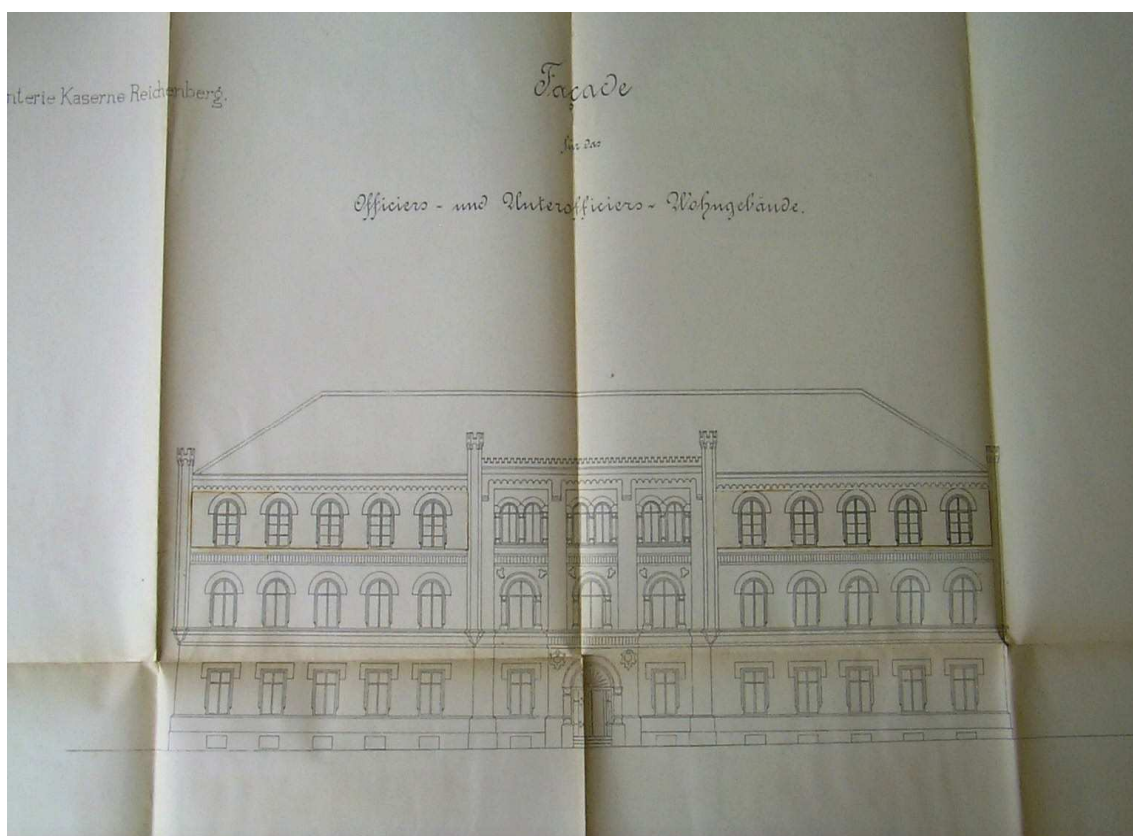 nterie Kaserne Reichenberg.
Façade
für das
Officiers - und Unterofficiers - Wohngebäude.